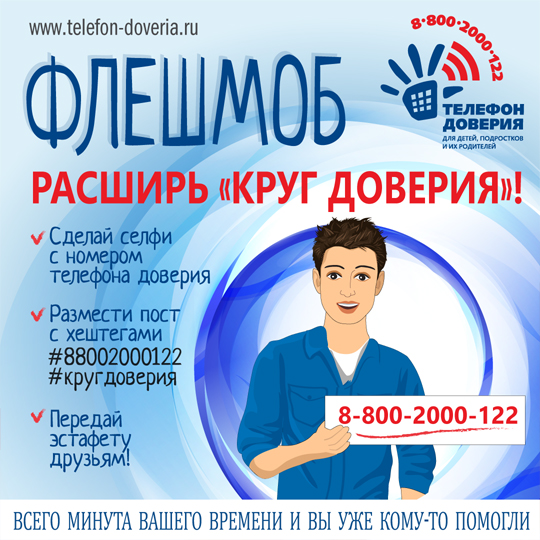 www.telefon-doveria.ru
8-800-2000-122
ФЛЕШМОБ
ТЕЛЕФОН
ДОВЕРИЯ
ДЛЯ ДЕТЕЙ, ПОДРОСТКОВ
И ИХ РОДИТЕЛЕЙ
РАСШИРЬ «КРУГ ДОВЕРИЯ»!
Сделай селфи
с номером
телефона доверия
Размести пост
с хештегами
#88002000122
#кругдоверия
Передай
эстафету
друзьям!
8-800-2000-122
ВСЕГО МИНУТА ВАШЕГО ВРЕМЕНИ И ВЫ УЖЕ КОМУ-ТО ПОМОГЛИ